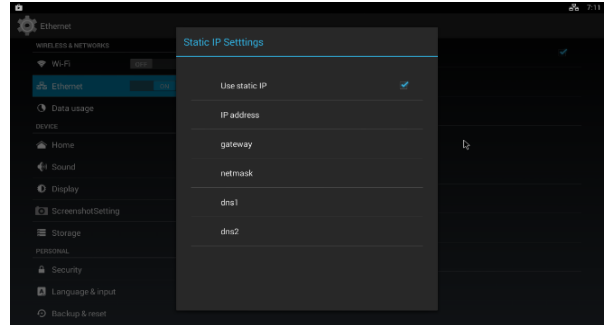 7:11
Ethernet
WIRELESS & NETWORKS
Wi-Fi OFF
Ethernet ON
Data usage
DEVICE
Home
Sound
Display
ScreenshotSetting
Storage
PERSONAL
Security
Language & input
Backup & reset
Static IP Setttings
Use static IP
IP address
gateway
netmask
dns1
dns2